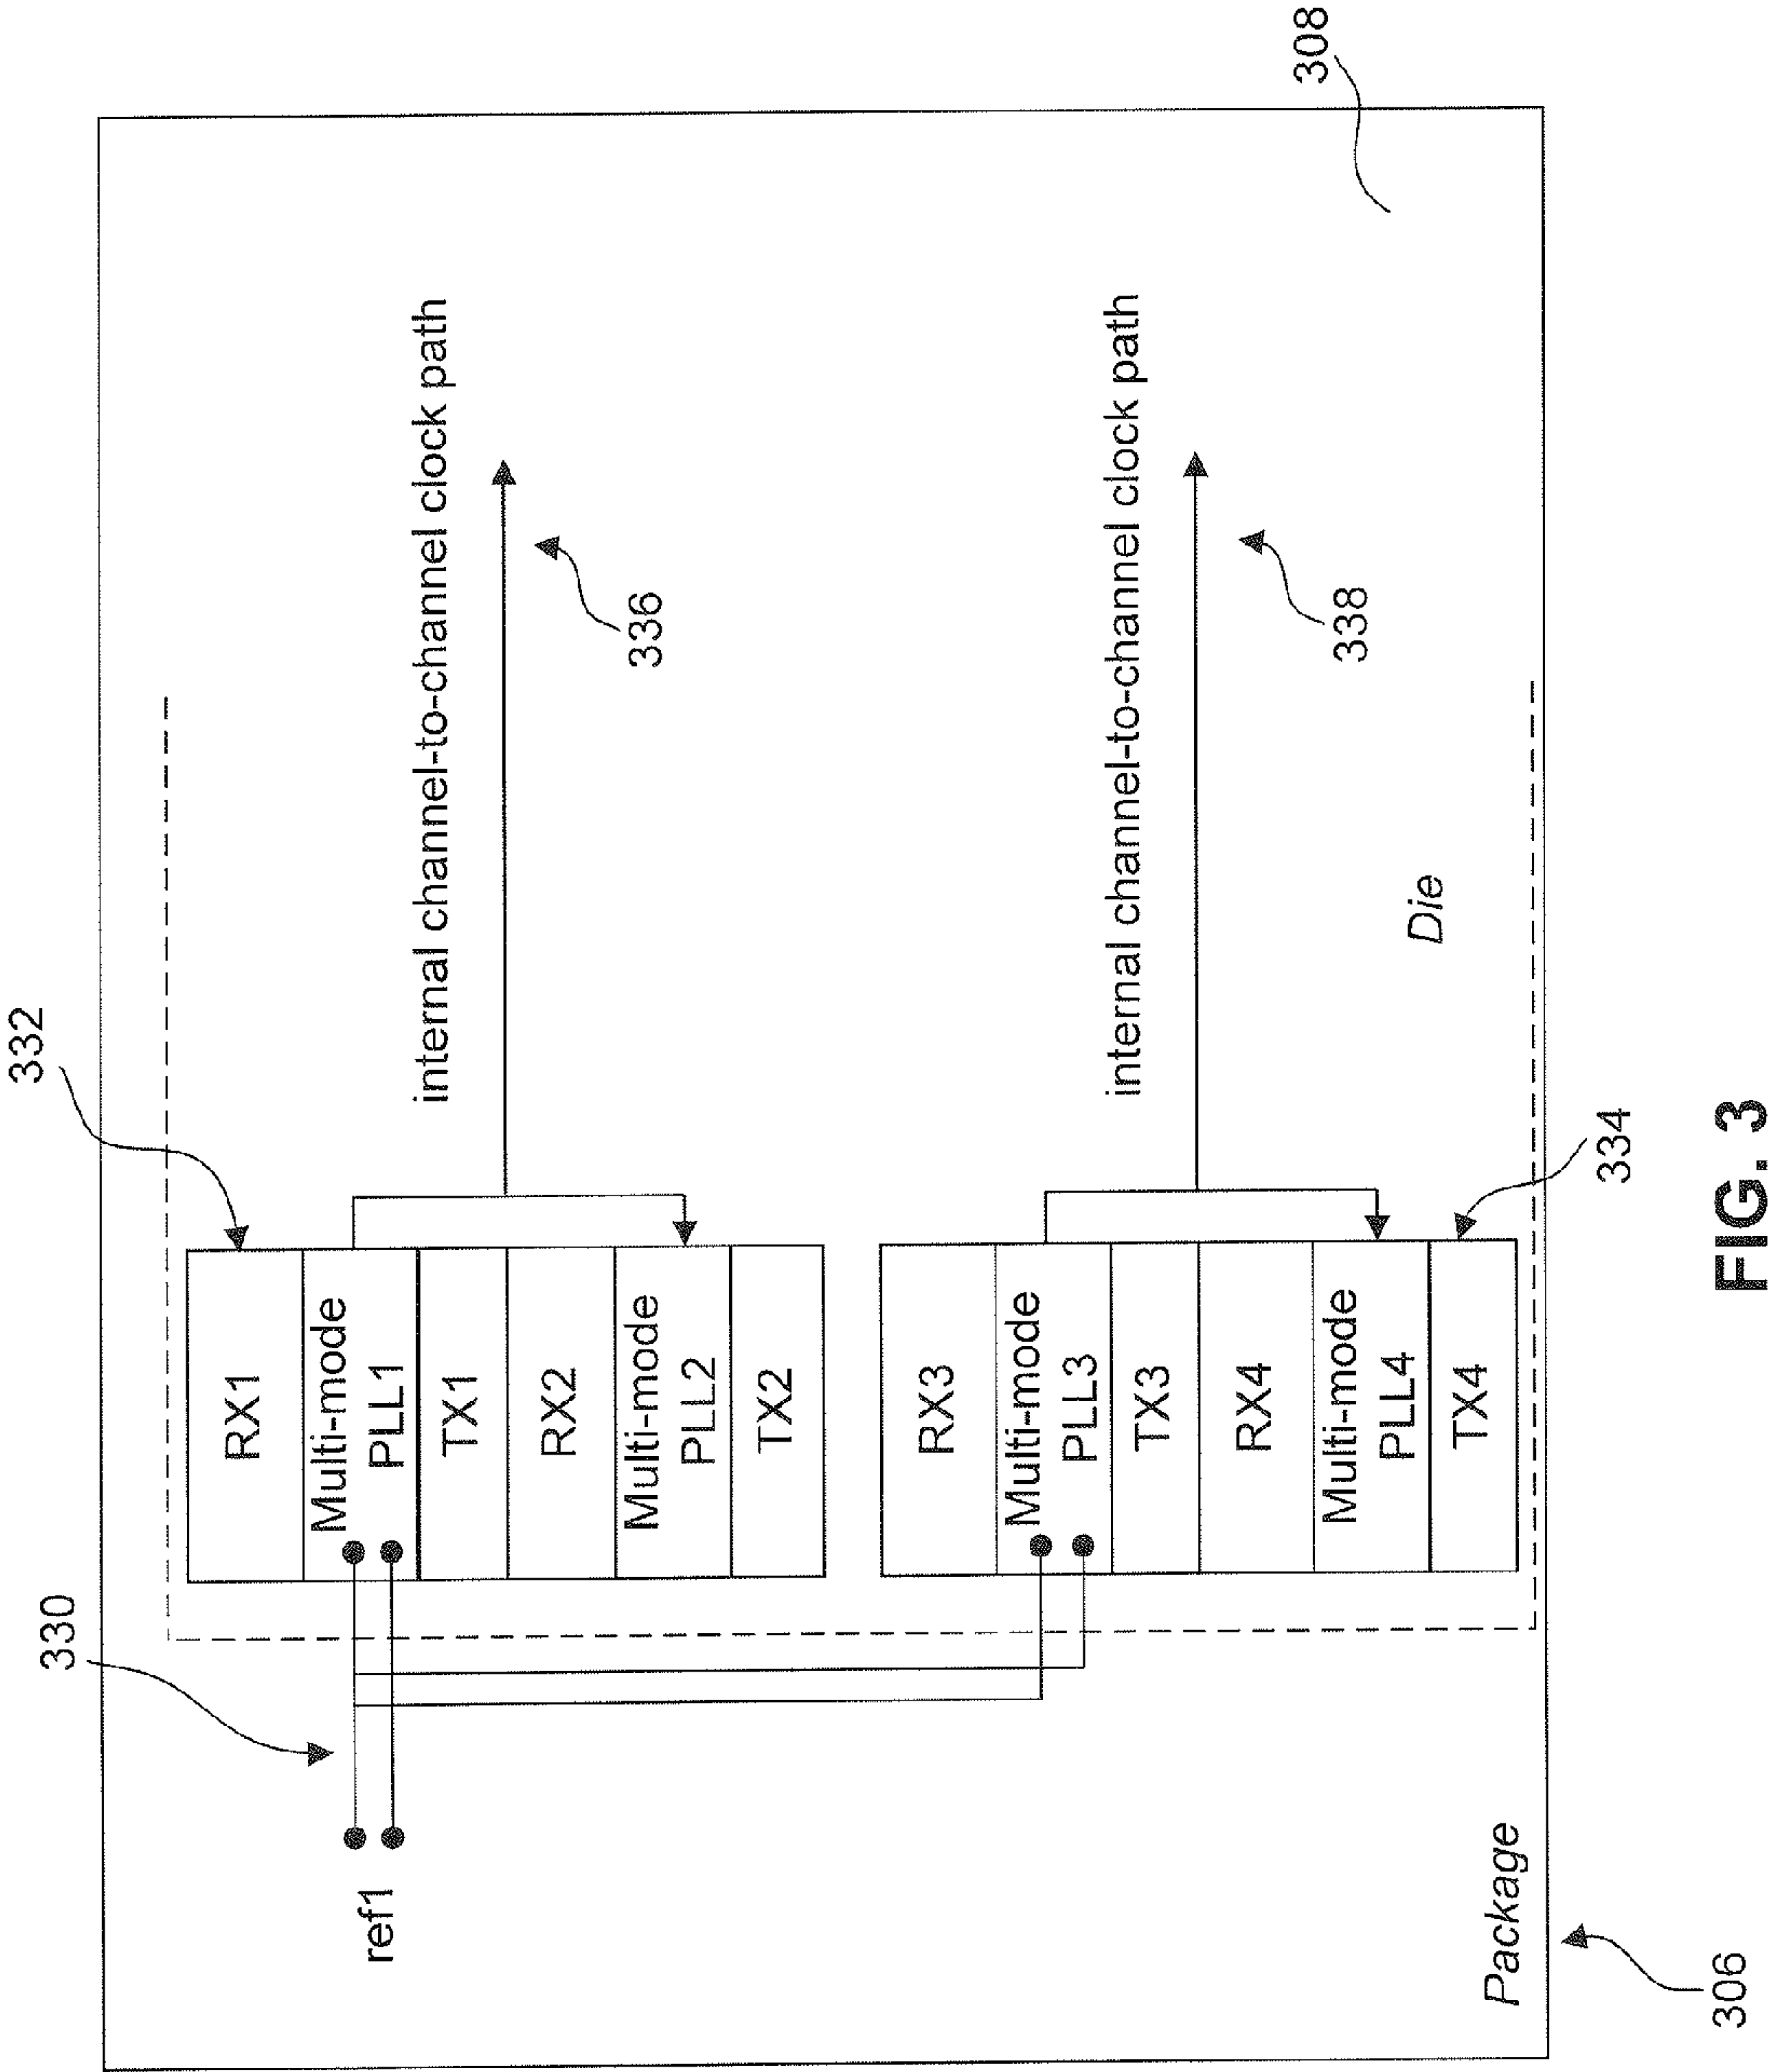 332
RX1
Multi-mode
PLL1
TX1
RX2
Multi-mode
PLL2
TX2
330
ref1
internal channel-to-channel clock path
336
RX3
Multi-mode
PLL3
TX3
RX4
Multi-mode
PLL4
TX4
internal channel-to-channel clock path
338
308
Die
334
Package
306
FIG. 3